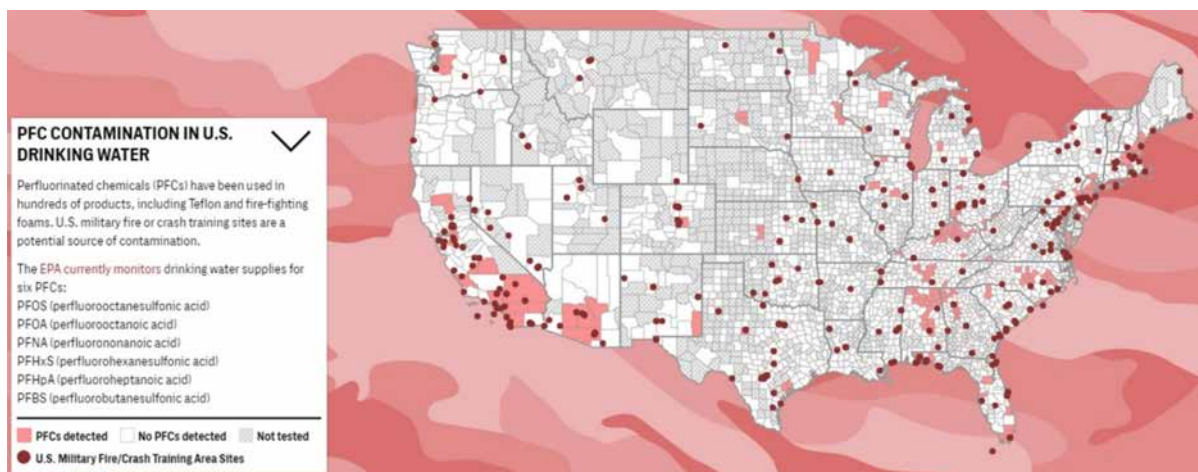 PFC CONTAMINATION IN U.S.
DRINKING WATER
Perfluorinated chemicals (PFCs) have been used in
hundreds of products, including Teflon and fire-fighting
foams. U.S. military fire or crash training sites are a
potential source of contamination.
The EPA currently monitors drinking water supplies for
six PFCs:
PFOS (perfluorooctanesulfonic acid)
PFOA (perfluorooctanoic acid)
PFNA (perfluorononanoic acid)
PFHxS (perfluorohexanesulfonic acid)
PFHpA (perfluoroheptanoic acid)
PFBS (perfluorobutanesulfonic acid)
PFCs detected No PFCs detected Not tested
U.S. Military Fire/Crash Training Area Sites